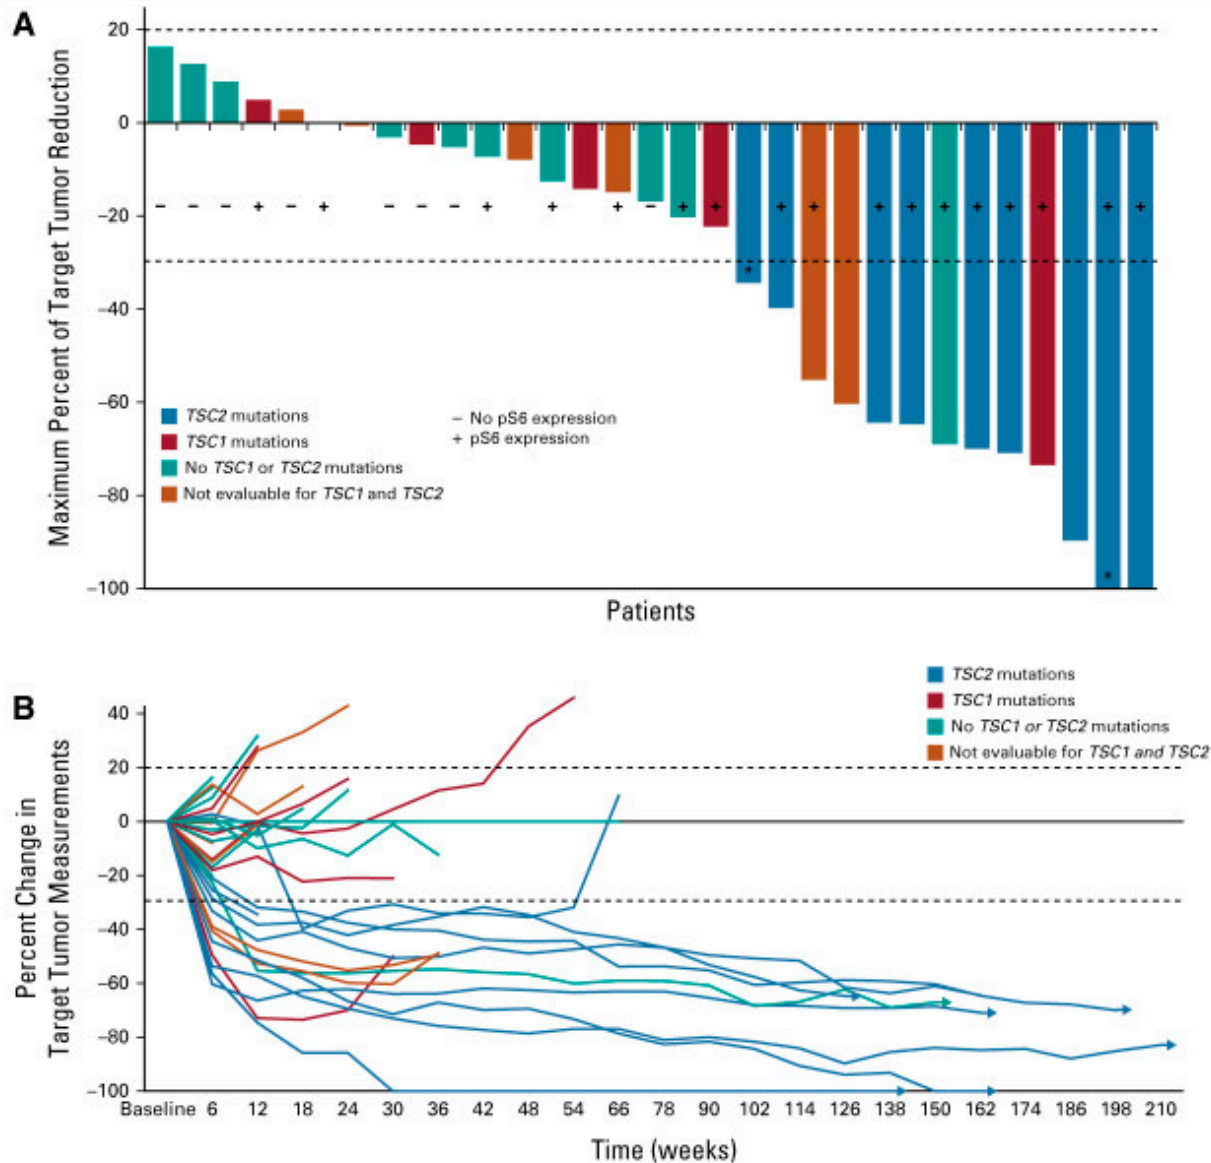 A
Maximum Percent of Target Tumor Reduction
20
0
−20
−40
−60
−80
−100
− − − + − + − − − + + + − + + + + + + + + + + + + +
*
*
TSC2 mutations
TSC1 mutations
No TSC1 or TSC2 mutations
Not evaluable for TSC1 and TSC2
− No pS6 expression
+ pS6 expression
Patients
B
Percent Change in
Target Tumor Measurements
40
20
0
−20
−40
−60
−80
−100
TSC2 mutations
TSC1 mutations
No TSC1 or TSC2 mutations
Not evaluable for TSC1 and TSC2
Baseline 6 12 18 24 30 36 42 48 54 66 78 90 102 114 126 138 150 162 174 186 198 210
Time (weeks)